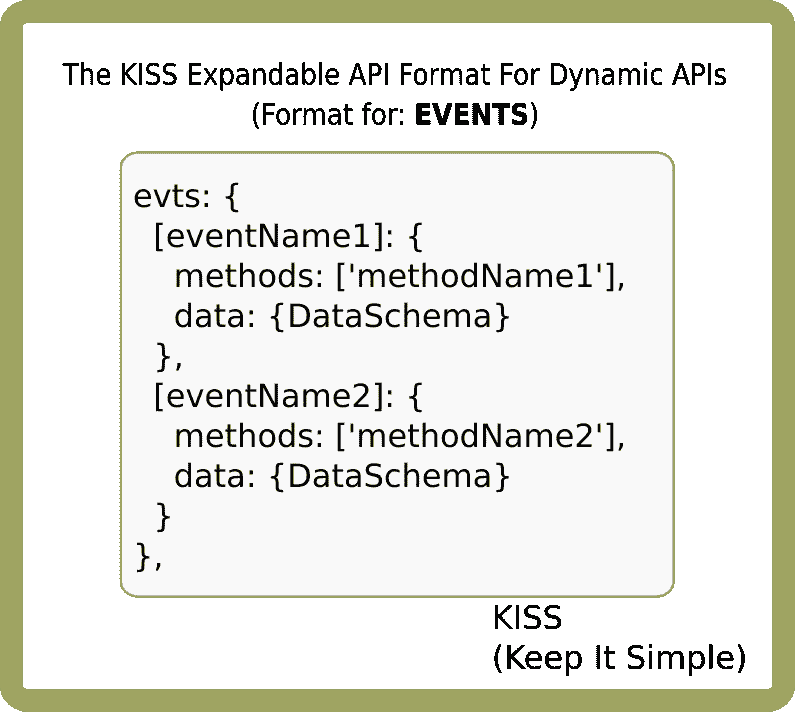 The KISS Expandable API Format For Dynamic APIs
(Format for: EVENTS)
evts: {
  [eventName1]: {
    methods: ['methodName1'],
    data: {DataSchema}
  },
  [eventName2]: {
    methods: ['methodName2'],
    data: {DataSchema}
  }
},
KISS
(Keep It Simple)